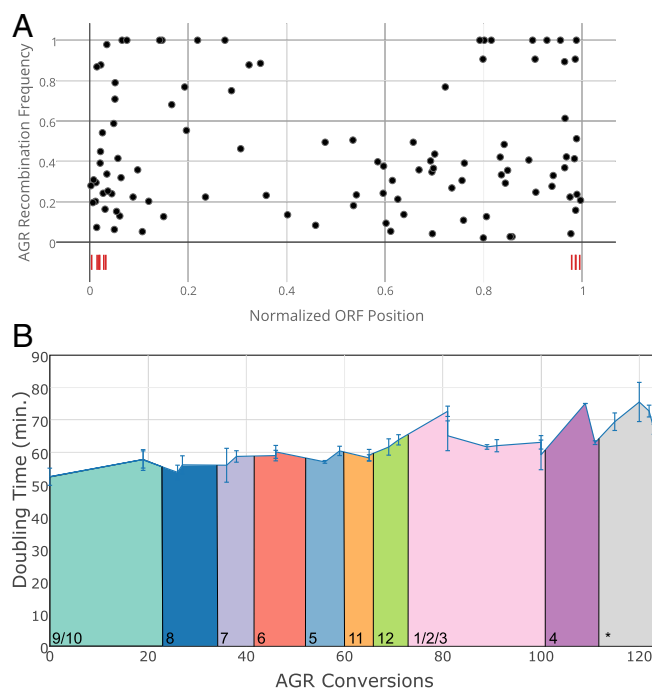 A
AGR Recombination Frequency
1
0.8
0.6
0.4
0.2
0
0 0.2 0.4 0.6 0.8 1
Normalized ORF Position
B
Doubling Time (min.)
90
80
70
60
50
40
30
20
10
0
9/10 8 7 6 5 11 12 1/2/3 4 *
0 20 40 60 80 100 120
AGR Conversions